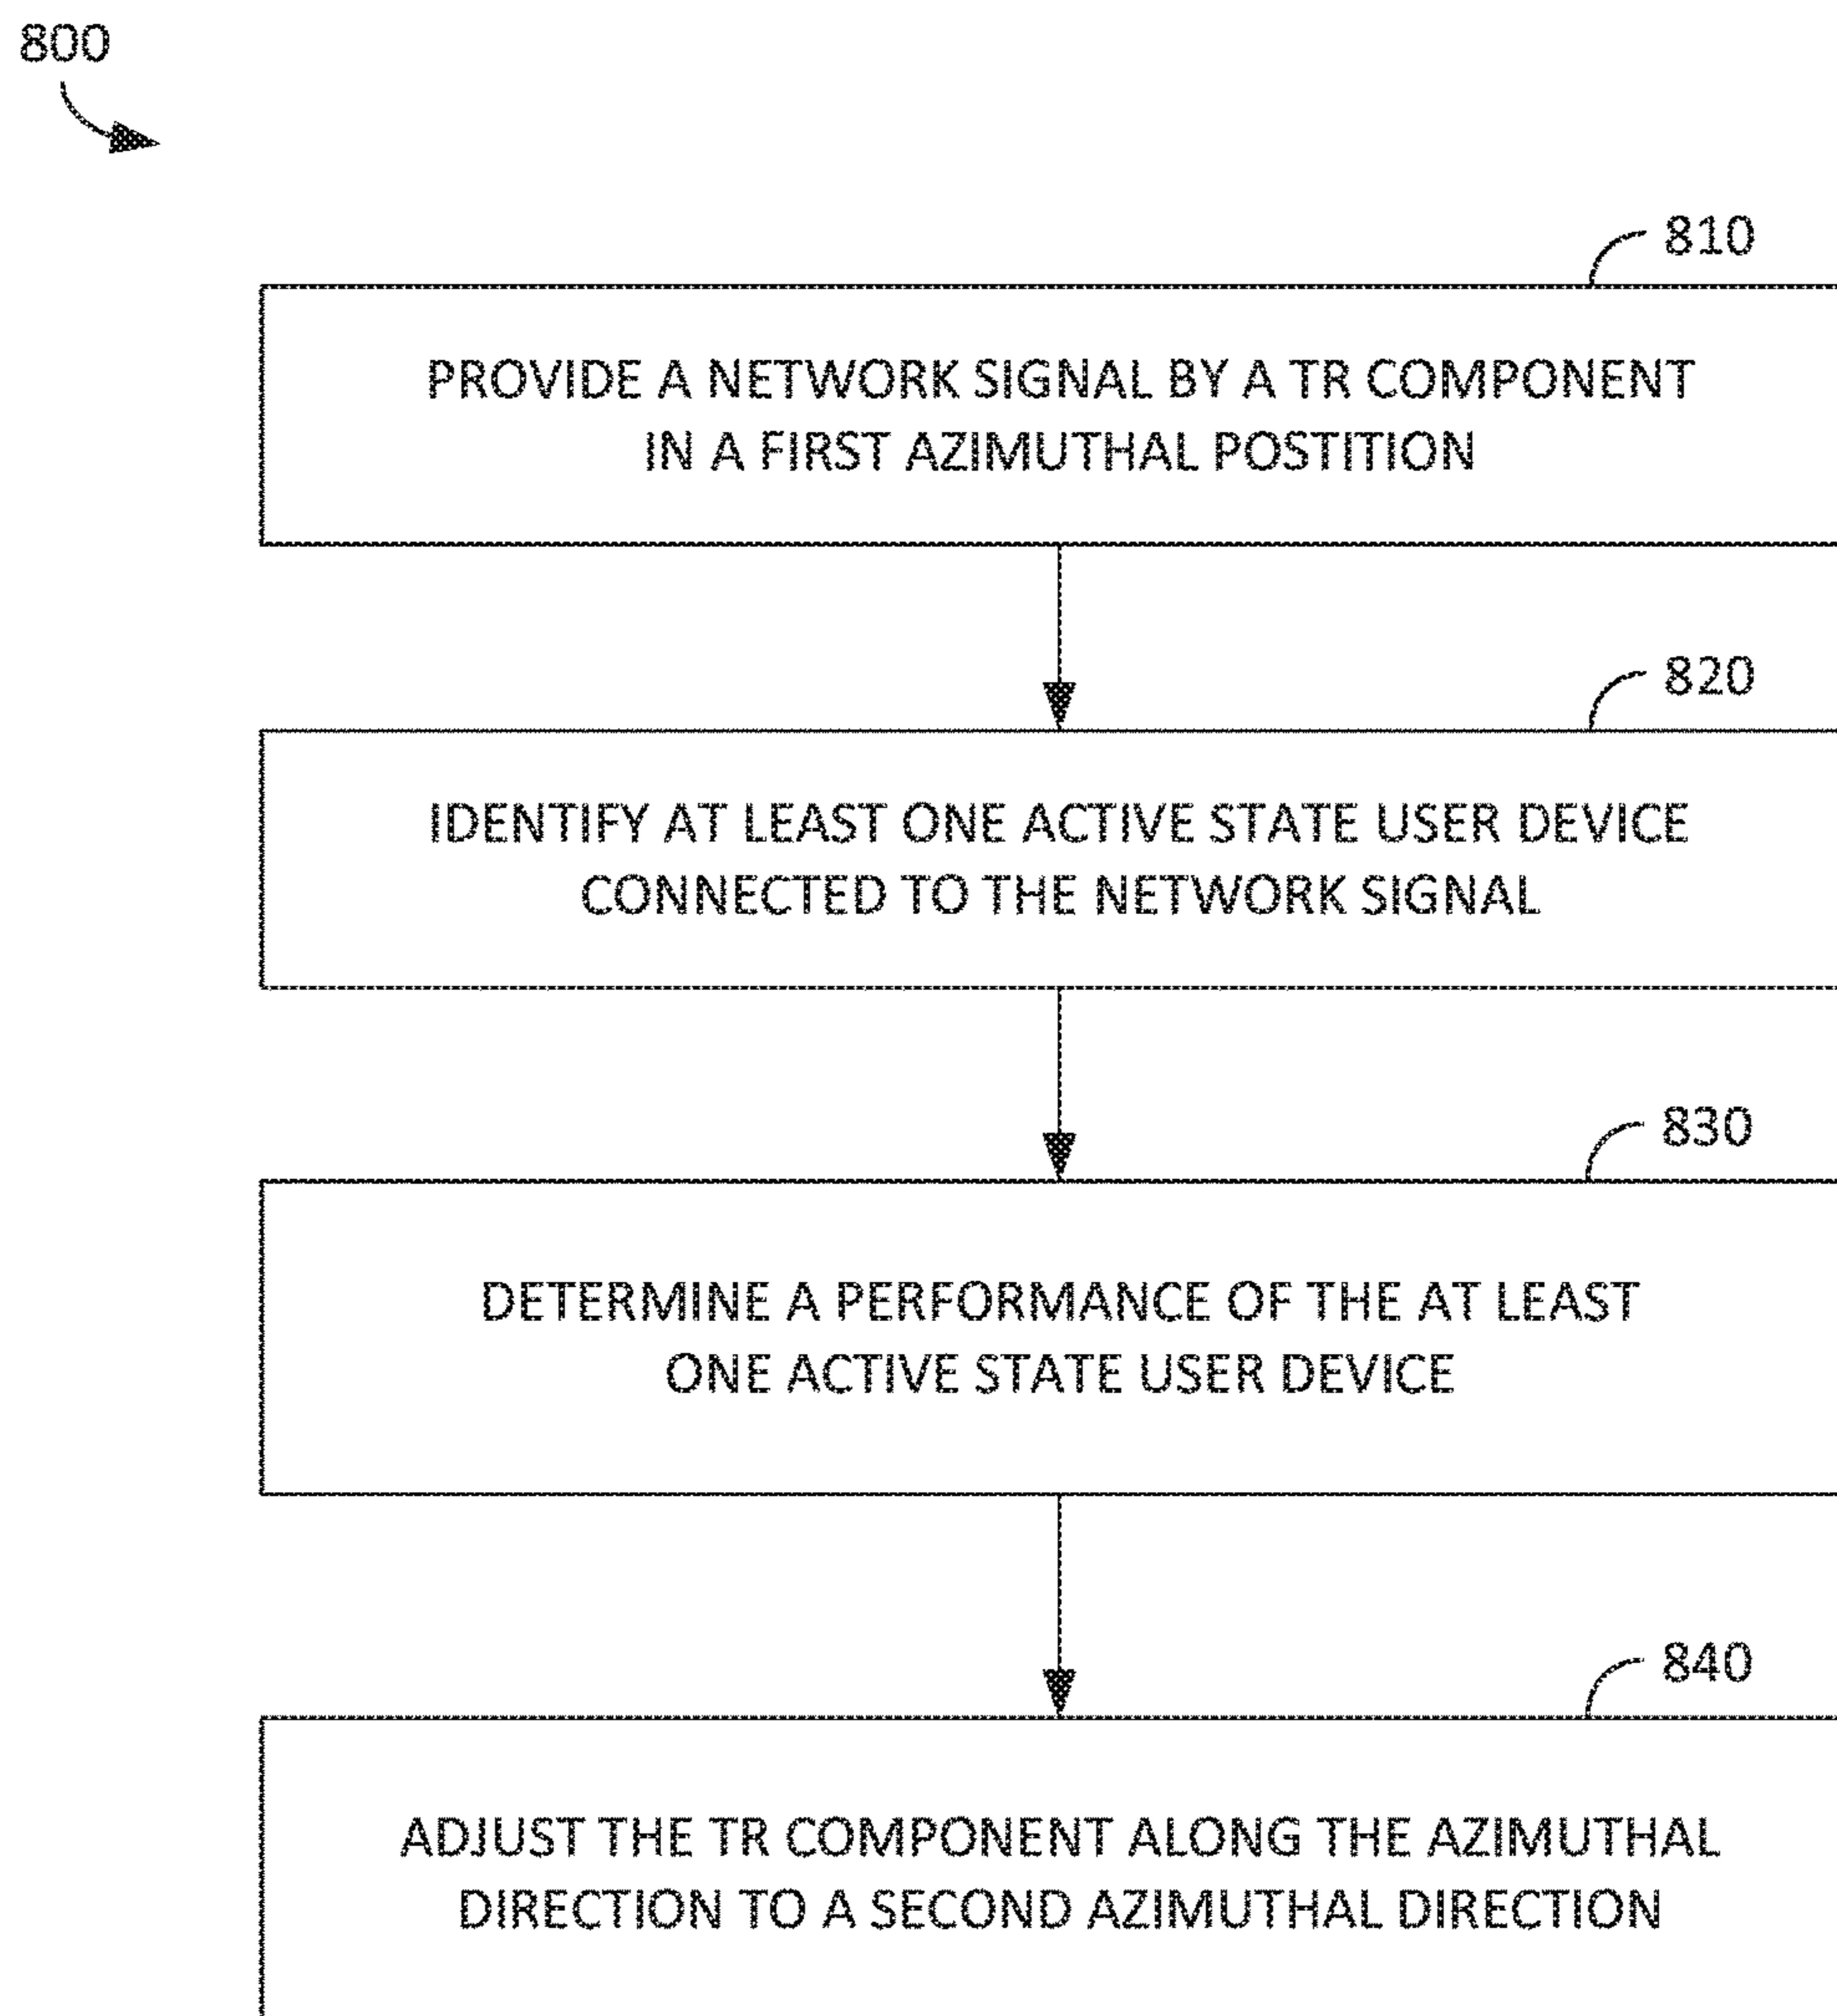 800
810
PROVIDE A NETWORK SIGNAL BY A TR COMPONENT
IN A FIRST AZIMUTHAL POSTITION
820
IDENTIFY AT LEAST ONE ACTIVE STATE USER DEVICE
CONNECTED TO THE NETWORK SIGNAL
830
DETERMINE A PERFORMANCE OF THE AT LEAST
ONE ACTIVE STATE USER DEVICE
840
ADJUST THE TR COMPONENT ALONG THE AZIMUTHAL
DIRECTION TO A SECOND AZIMUTHAL DIRECTION